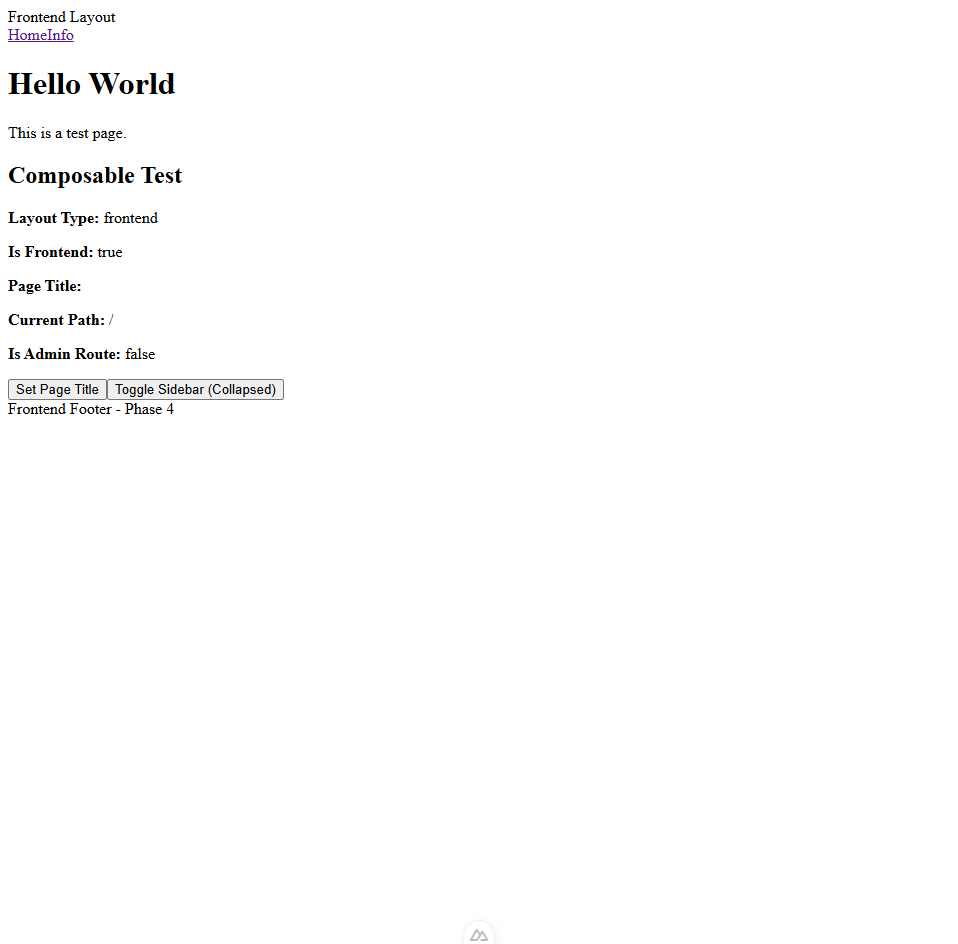 Frontend Layout
HomeInfo
Hello World
This is a test page.
Composable Test
Layout Type: frontend
Is Frontend: true
Page Title:
Current Path: /
Is Admin Route: false
Set Page Title Toggle Sidebar (Collapsed)
Frontend Footer - Phase 4